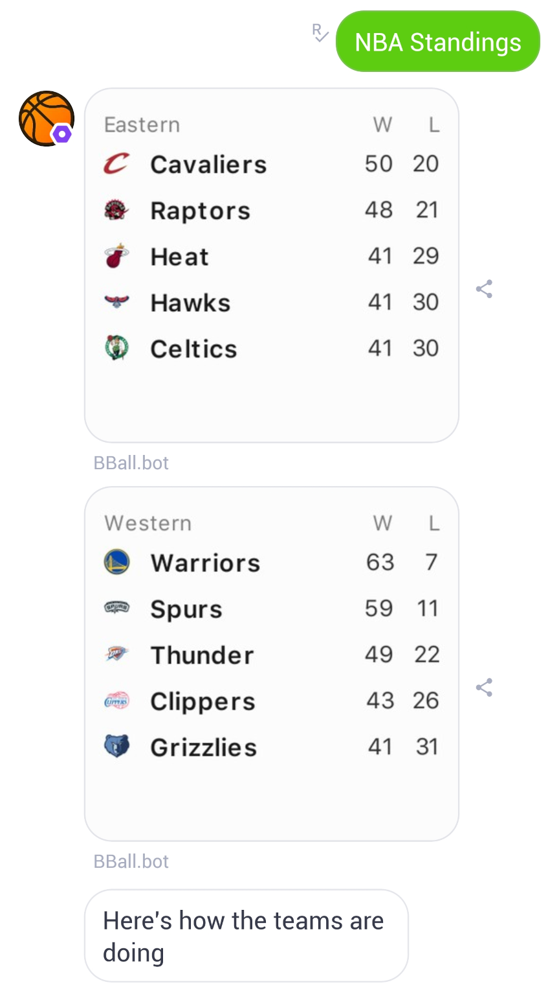 R
NBA Standings
Eastern W L
Cavaliers 50 20
Raptors 48 21
Heat 41 29
Hawks 41 30
Celtics 41 30
BBall.bot
Western W L
Warriors 63 7
SPURS Spurs 59 11
Thunder 49 22
CLIPPERS Clippers 43 26
Grizzlies 41 31
BBall.bot
Here's how the teams are
doing